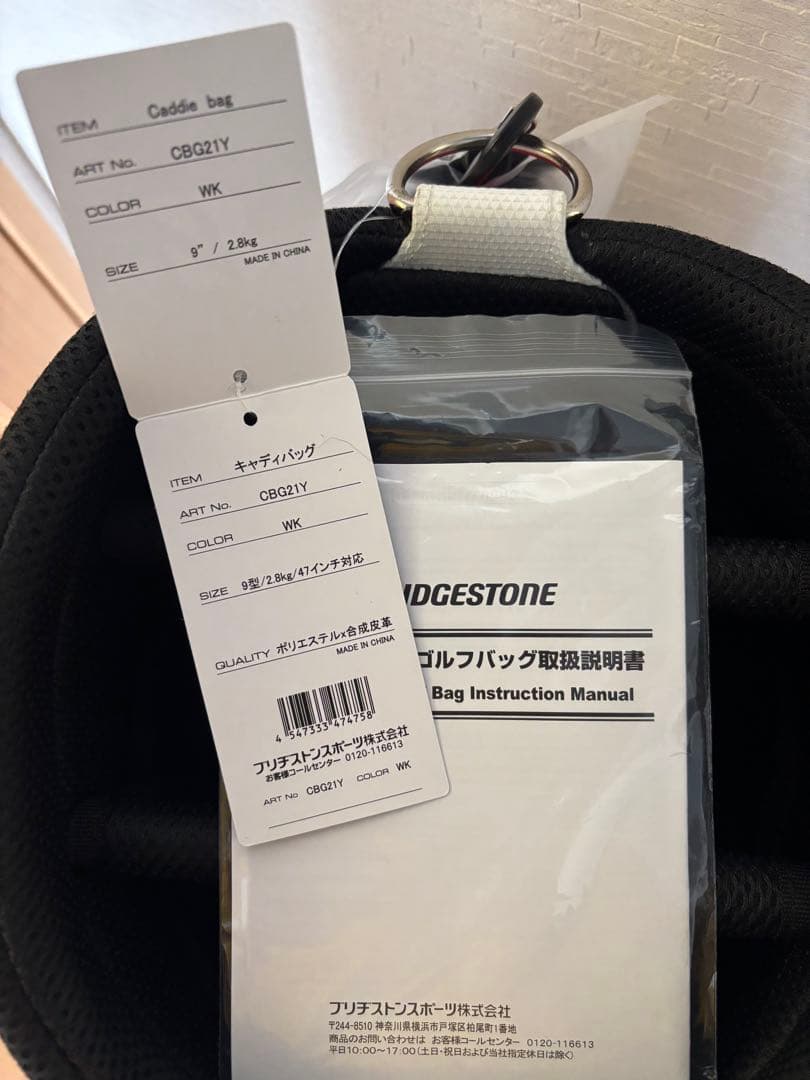 ITEM Caddie bag
ART No. CBG21Y
COLOR WK
SIZE 9" / 2.8kg
MADE IN CHINA
ITEM キャディバッグ
ART No. CBG21Y
COLOR WK
SIZE 9型/2.8kg/47インチ対応
QUALITY ポリエステルx合成皮革
MADE IN CHINA
4 547333 474758
ブリヂストンスポーツ株式会社
お客様コールセンター 0120-116613
ART No CBG21Y COLOR WK
IDGESTONE
ゴルフバッグ取扱説明書
Bag Instruction Manual
ブリヂストンスポーツ株式会社
〒244-8510 神奈川県横浜市戸塚区柏尾町1番地
商品のお問い合わせは お客様コールセンター 0120-116613
平日10:00～17:00(土日・祝日および当社指定休日は除く)